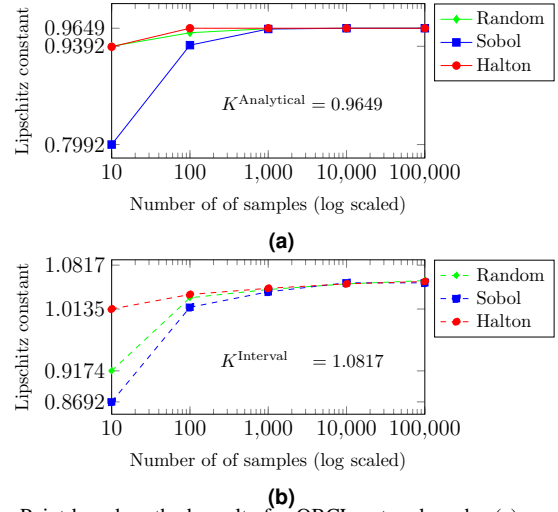 0.9649
0.9392
0.7992
Lipschitz constant
10
100
1,000
10,000
100,000
Number of of samples (log scaled)
K^Analytical = 0.9649
Random
Sobol
Halton
(a)
1.0817
1.0135
0.9174
0.8692
Lipschitz constant
10
100
1,000
10,000
100,000
Number of of samples (log scaled)
K^Interval = 1.0817
Random
Sobol
Halton
(b)